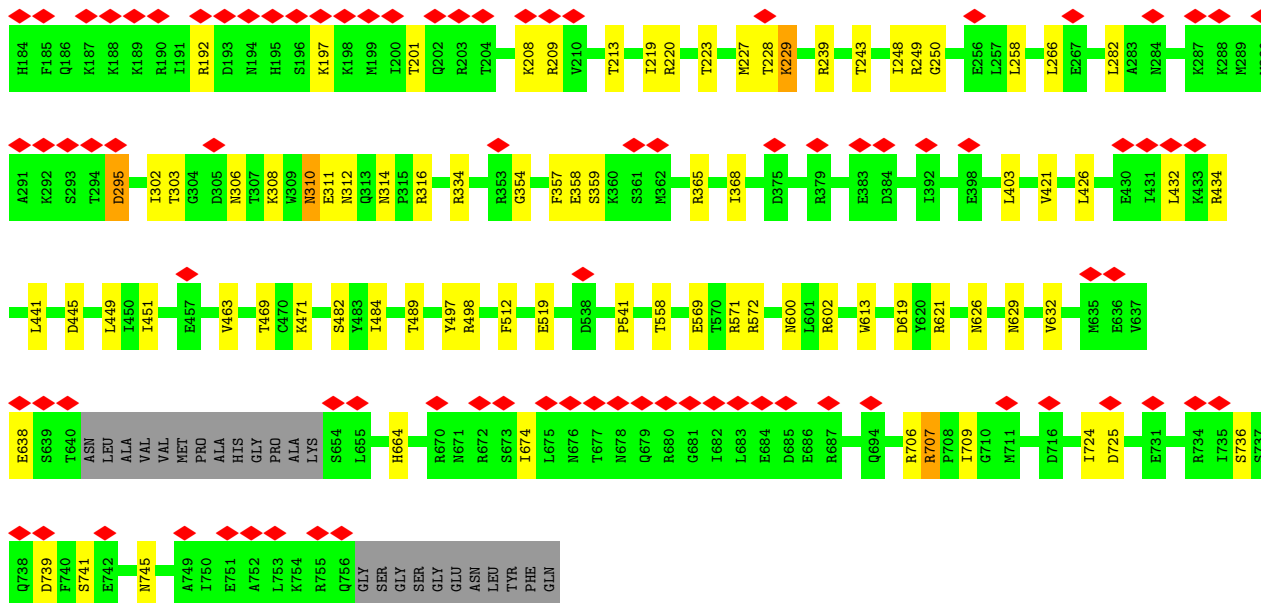 H184 F185 Q186 K187 K188 K189 R190 I191 R192 D193 N194 H195 S196 K197 K198 M199 I200 T201 Q202 R203 T204 K208 R209 V210 T213 I219 R220 T223 M227 T228 K229 R239 T243 I248 R249 G250 E256 L257 L258 L266 E267 L282 A283 N284 K287 K288 M289
A291 K292 S293 T294 D295 I302 T303 G304 D305 N306 T307 K308 W309 N310 E311 N312 Q313 N314 P315 R316 R334 R353 G354 F357 E358 S359 K360 S361 M362 R365 I368 D375 R379 E383 D384 I392 E398 L403 V421 L426 E430 I431 L432 K433 R434
L441 D445 L449 I450 I451 E457 V463 T469 C470 K471 S482 Y483 I484 T489 Y497 R498 F512 E519 D538 P541 T558 E569 T570 R571 R572 N600 L601 R602 W613 D619 Y620 R621 N626 N629 V632 M635 E636 V637
E638 S639 T640 ASN LEU ALA VAL VAL MET PRO ALA HIS GLY PRO ALA LYS S654 L655 H664 R670 N671 R672 S673 I674 L675 N676 T677 N678 Q679 R680 G681 I682 L683 E684 D685 E686 R687 Q694 R706 R707 P708 I709 G710 M711 D716 I724 D725 E731 R734 I735 S736 S737
Q738 D739 F740 S741 E742 N745 A749 I750 E751 A752 L753 K754 R755 Q756 GLY SER GLY SER GLY GLU ASN LEU TYR PHE GLN